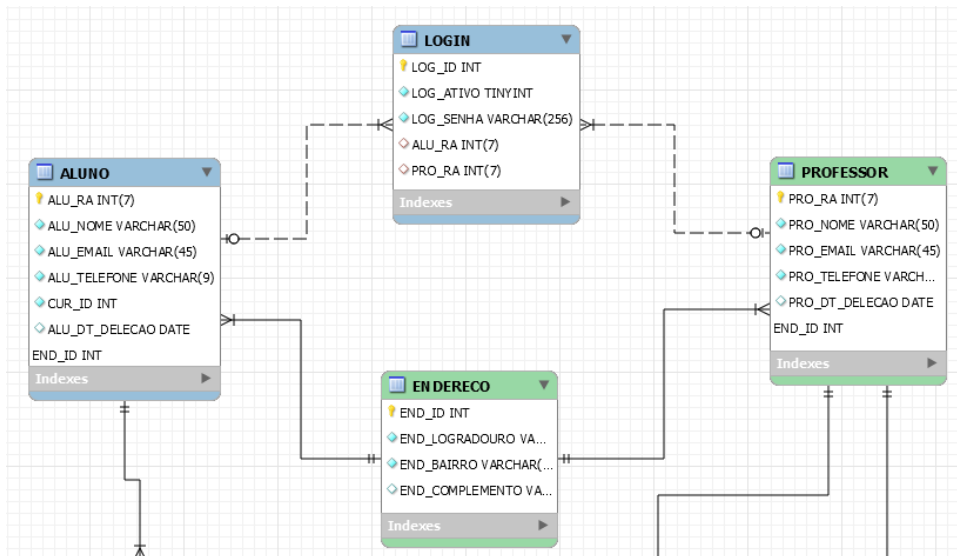 LOGIN
LOG_ID INT
LOG_ATIVO TINYINT
LOG_SENHA VARCHAR(256)
ALU_RA INT(7)
PRO_RA INT(7)
Indexes
ALUNO
ALU_RA INT(7)
ALU_NOME VARCHAR(50)
ALU_EMAIL VARCHAR(45)
ALU_TELEFONE VARCHAR(9)
CUR_ID INT
ALU_DT_DELECAO DATE
END_ID INT
Indexes
PROFESSOR
PRO_RA INT(7)
PRO_NOME VARCHAR(50)
PRO_EMAIL VARCHAR(45)
PRO_TELEFONE VARCH...
PRO_DT_DELECAO DATE
END_ID INT
Indexes
ENDERECO
END_ID INT
END_LOGRADOURO VA...
END_BAIRRO VARCHAR(...
END_COMPLEMENTO VA...
Indexes